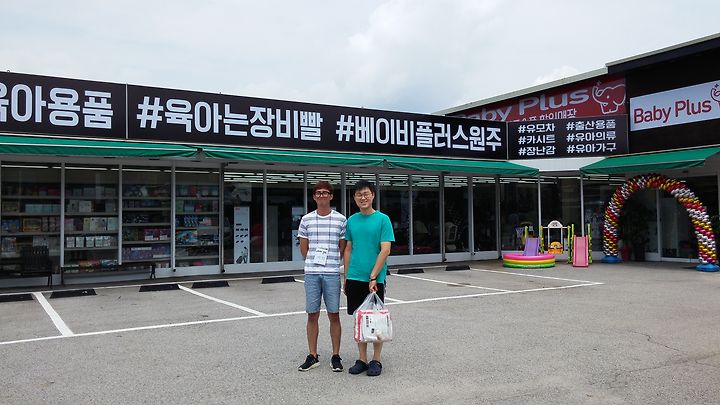 육아용품 #육아는장비빨 #베이비플러스원주
Baby Plus
#유모차 #출산용품
#카시트 #유아의류
#장난감 #유아가구
Baby Plus